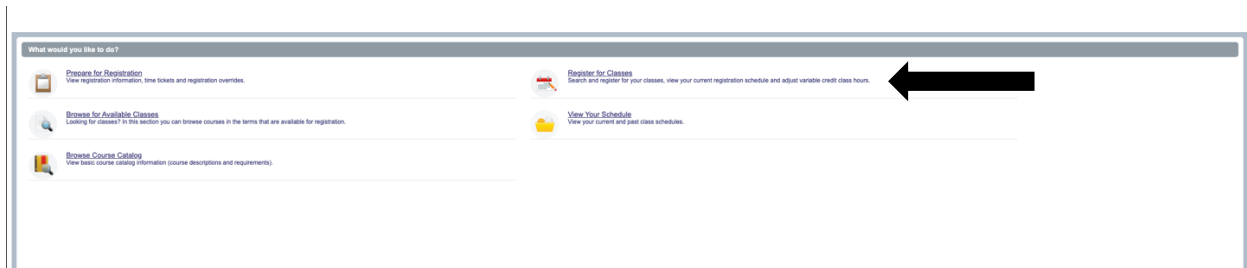 What would you like to do?
Prepare for Registration
View registration information, time tickets and registration overrides.
Register for Classes
Search and register for your classes, view your current registration schedule and adjust variable credit class hours.
Browse for Available Classes
Looking for classes? In this section you can browse courses in the terms that are available for registration.
View Your Schedule
View your current and past class schedules.
Browse Course Catalog
View basic course catalog information (course descriptions and requirements).